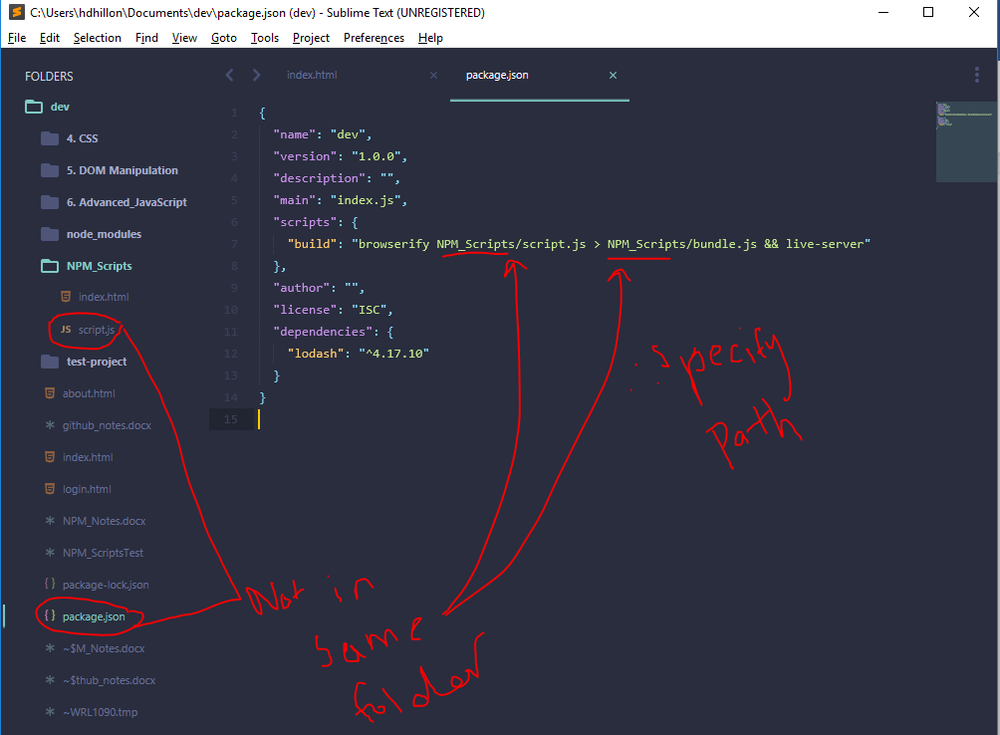 C:\Users\hdhillon\Documents\dev\package.json (dev) - Sublime Text (UNREGISTERED)
File Edit Selection Find View Goto Tools Project Preferences Help
FOLDERS
dev
4. CSS
5. DOM Manipulation
6. Advanced_JavaScript
node_modules
NPM_Scripts
index.html
JS script.js
test-project
about.html
github_notes.docx
index.html
login.html
NPM_Notes.docx
NPM_ScriptsTest
package-lock.json
package.json
~$M_Notes.docx
~$thub_notes.docx
~WRL1090.tmp
index.html × package.json ×
1 {
2 "name": "dev",
3 "version": "1.0.0",
4 "description": "",
5 "main": "index.js",
6 "scripts": {
7 "build": "browserify NPM_Scripts/script.js > NPM_Scripts/bundle.js && live-server"
8 },
9 "author": "",
10 "license": "ISC",
11 "dependencies": {
12 "lodash": "^4.17.10"
13 }
14 }
15
∴ specify
Path
Not in
same
folder